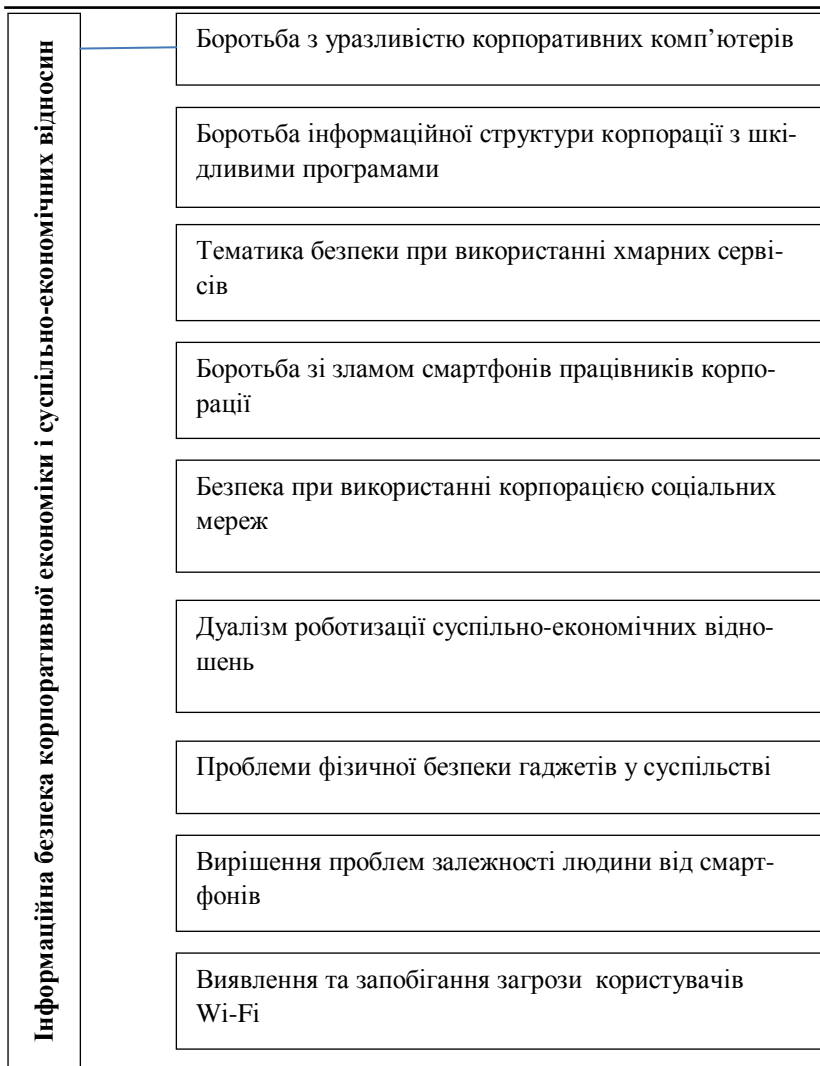 Інформаційна безпека корпоративної економіки і суспільно-економічних відносин
Боротьба з уразливістю корпоративних комп’ютерів
Боротьба інформаційної структури корпорації з шкі-
дливими програмами
Тематика безпеки при використанні хмарних серві-
сів
Боротьба зі зламом смартфонів працівників корпо-
рації
Безпека при використанні корпорацією соціальних
мереж
Дуалізм роботизації суспільно-економічних відно-
шень
Проблеми фізичної безпеки гаджетів у суспільстві
Вирішення проблем залежності людини від смарт-
фонів
Виявлення та запобігання загрози  користувачів
Wi-Fi